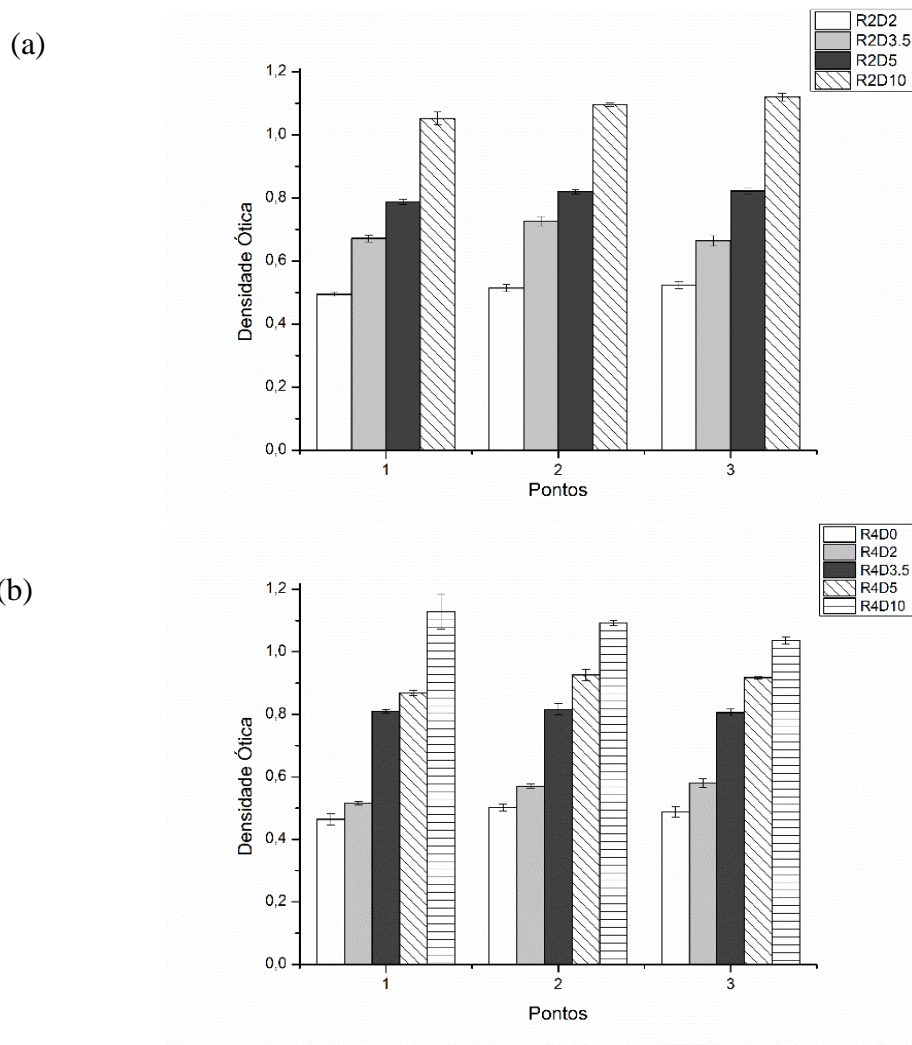 (a)
R2D2
R2D3.5
R2D5
R2D10
1,2
1,0
0,8
0,6
0,4
0,2
0,0
Densidade Ótica
1 2 3
Pontos
(b)
R4D0
R4D2
R4D3.5
R4D5
R4D10
1,2
1,0
0,8
0,6
0,4
0,2
0,0
Densidade Ótica
1 2 3
Pontos